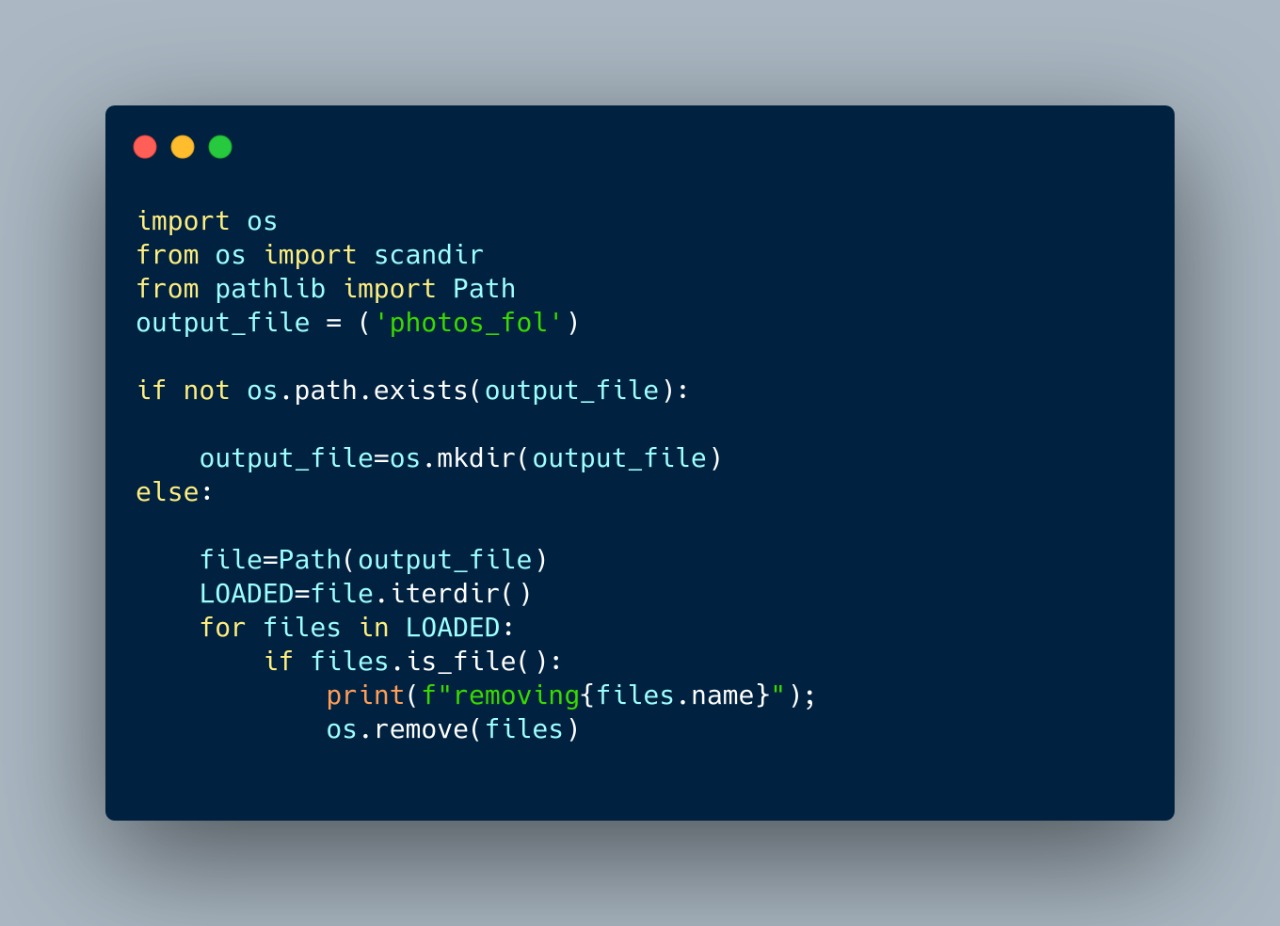 import os
from os import scandir
from pathlib import Path
output_file = ('photos_fol')

if not os.path.exists(output_file):

    output_file=os.mkdir(output_file)
else:

    file=Path(output_file)
    LOADED=file.iterdir()
    for files in LOADED:
        if files.is_file():
            print(f"removing{files.name}");
            os.remove(files)